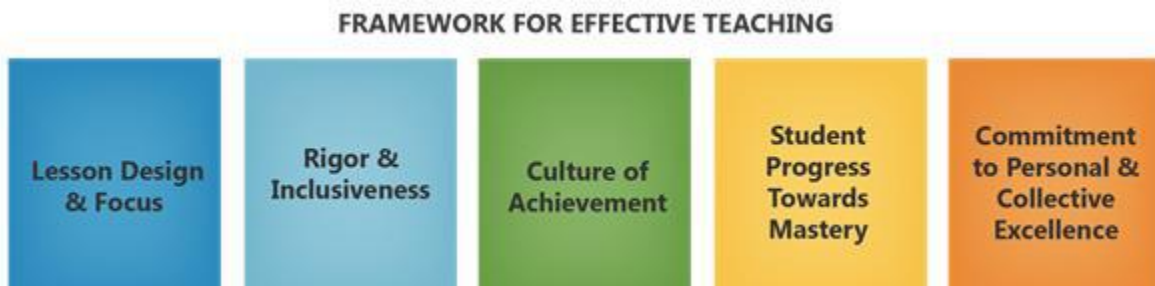 FRAMEWORK FOR EFFECTIVE TEACHING
Lesson Design
& Focus
Rigor &
Inclusiveness
Culture of
Achievement
Student
Progress
Towards
Mastery
Commitment
to Personal &
Collective
Excellence